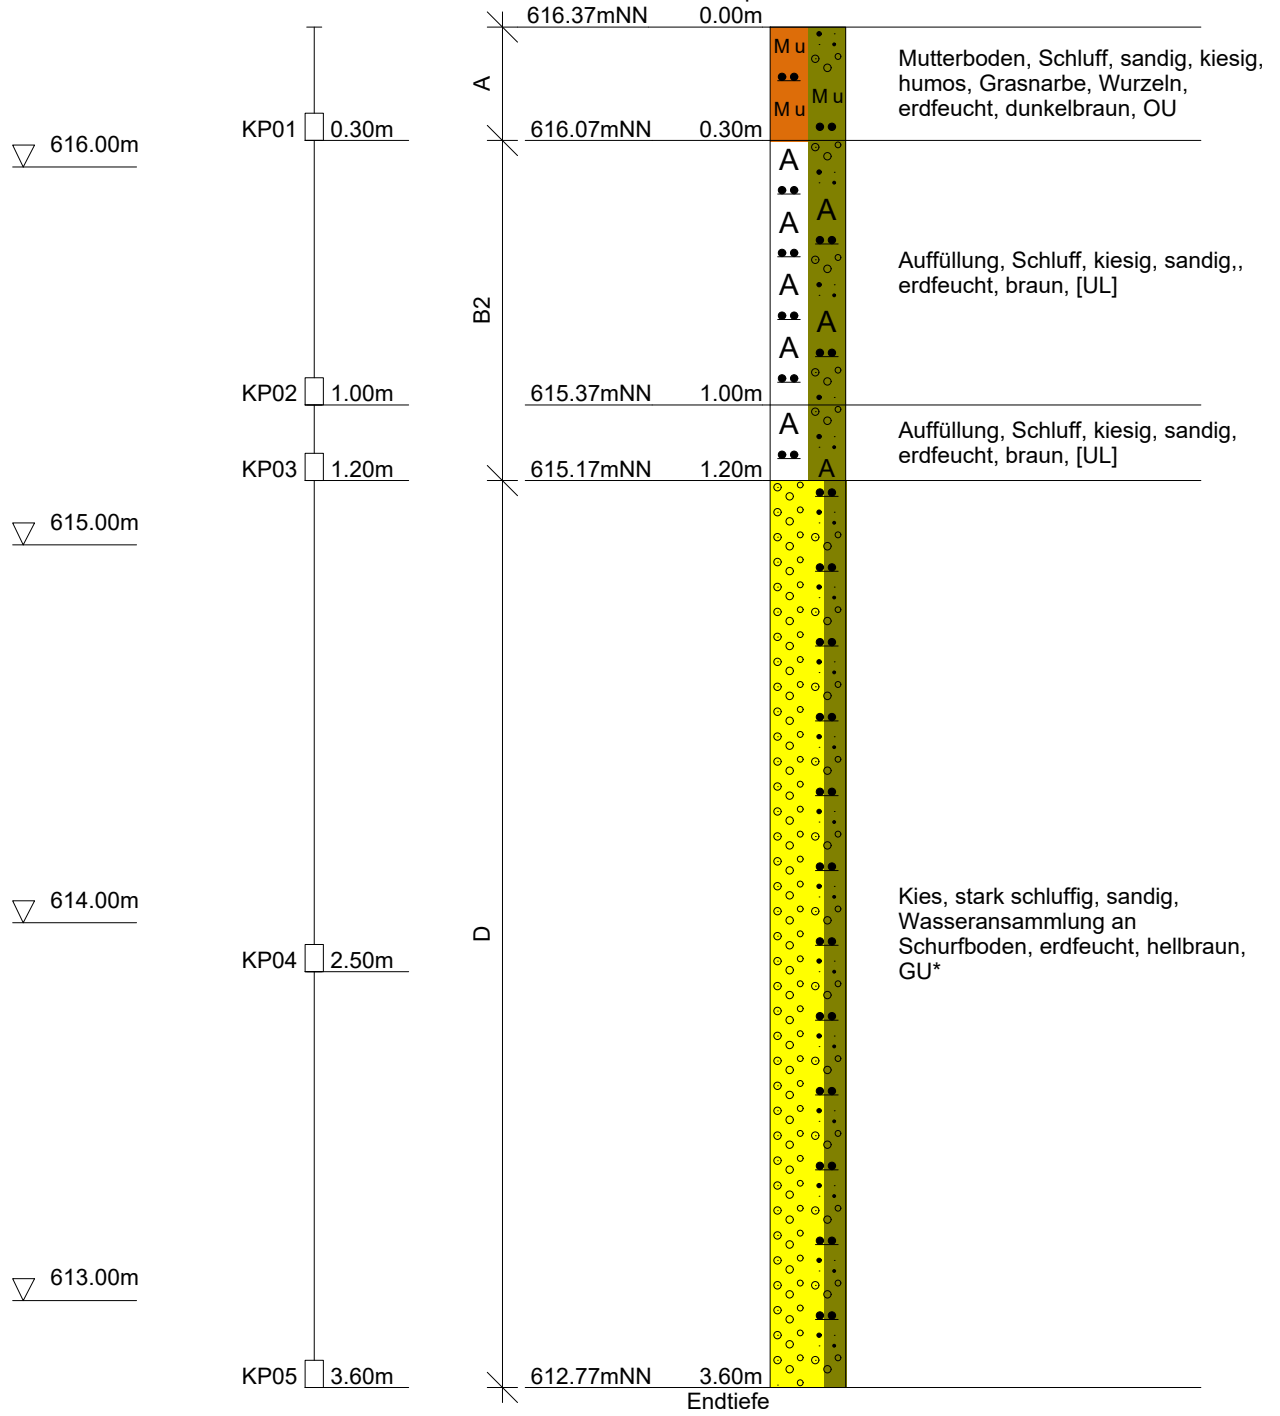 616.37mNN 0.00m
Mu
Mu
Mu
A
Mutterboden, Schluff, sandig, kiesig,
humos, Grasnarbe, Wurzeln,
erdfeucht, dunkelbraun, OU
KP01 0.30m
616.07mNN 0.30m
616.00m
A
A
A
A
A
A
B2
Auffüllung, Schluff, kiesig, sandig,,
erdfeucht, braun, [UL]
KP02 1.00m
615.37mNN 1.00m
A
A
Auffüllung, Schluff, kiesig, sandig,
erdfeucht, braun, [UL]
KP03 1.20m
615.17mNN 1.20m
615.00m
614.00m
D
Kies, stark schluffig, sandig,
Wasseransammlung an
Schurfboden, erdfeucht, hellbraun,
GU*
KP04 2.50m
613.00m
KP05 3.60m
612.77mNN 3.60m
Endtiefe